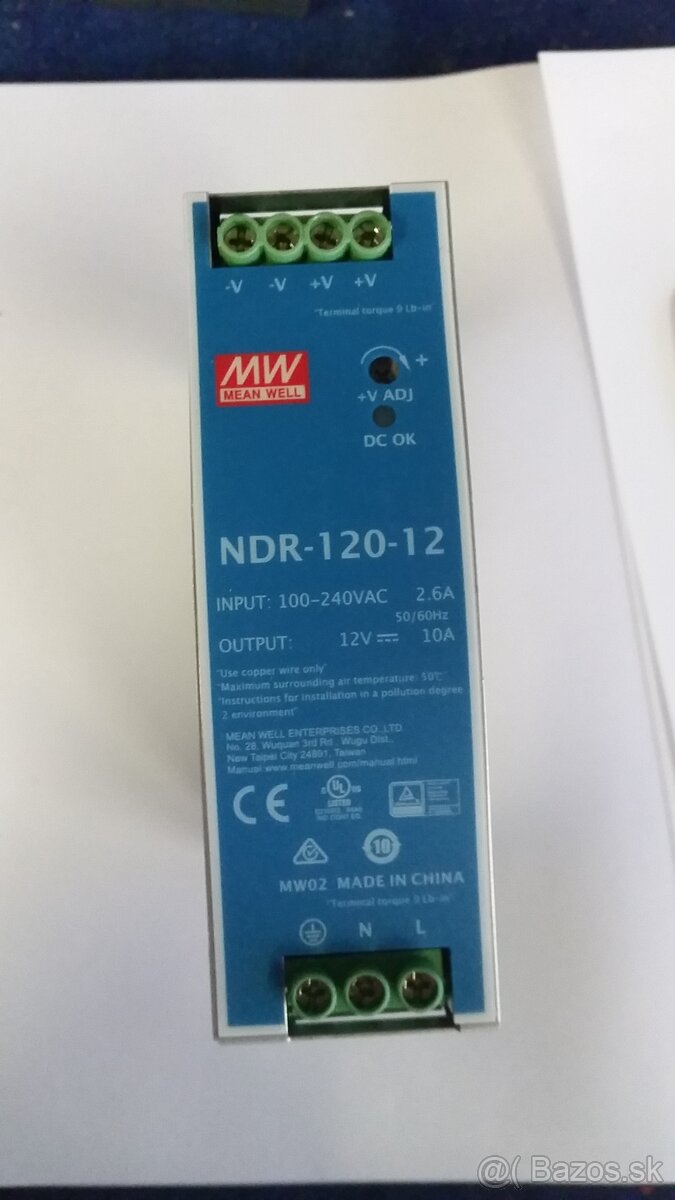 -V -V +V +V
"Terminal torque 9 Lb-in"
MW
MEAN WELL
+
+V ADJ
DC OK
NDR-120-12
INPUT: 100-240VAC 2.6A
50/60Hz
OUTPUT: 12V 10A
"Use copper wire only"
"Maximum surrounding air temperature: 50℃"
"Instructions for installation in a pollution degree
2 environment"
MEAN WELL ENTERPRISES CO.,LTD.
No. 28, Wuquan 3rd Rd., Wugu Dist.,
New Taipei City 24891, Taiwan
Manual:www.meanwell.com/manual.html
CE
c UL us
LISTED
10
MW02 MADE IN CHINA
"Terminal torque 9 Lb-in"
N L
@( Bazos.sk